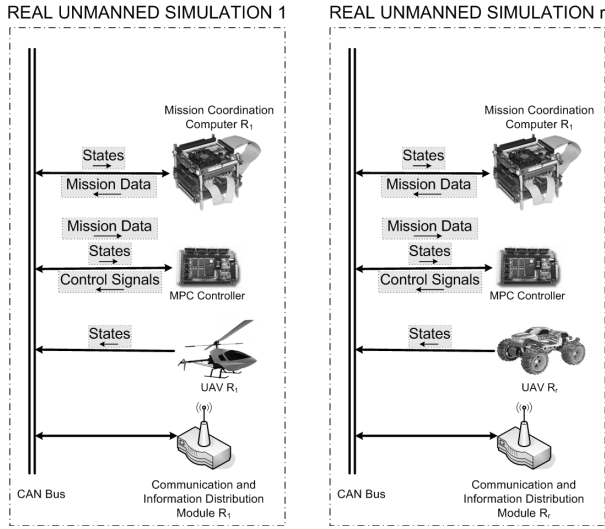 REAL UNMANNED SIMULATION 1
Mission Coordination
Computer R1
States
Mission Data
Mission Data
States
Control Signals
MPC Controller
States
UAV R1
CAN Bus
Communication and
Information Distribution
Module R1
REAL UNMANNED SIMULATION r
Mission Coordination
Computer R1
States
Mission Data
Mission Data
States
Control Signals
MPC Controller
States
UAV Rr
CAN Bus
Communication and
Information Distribution
Module Rr